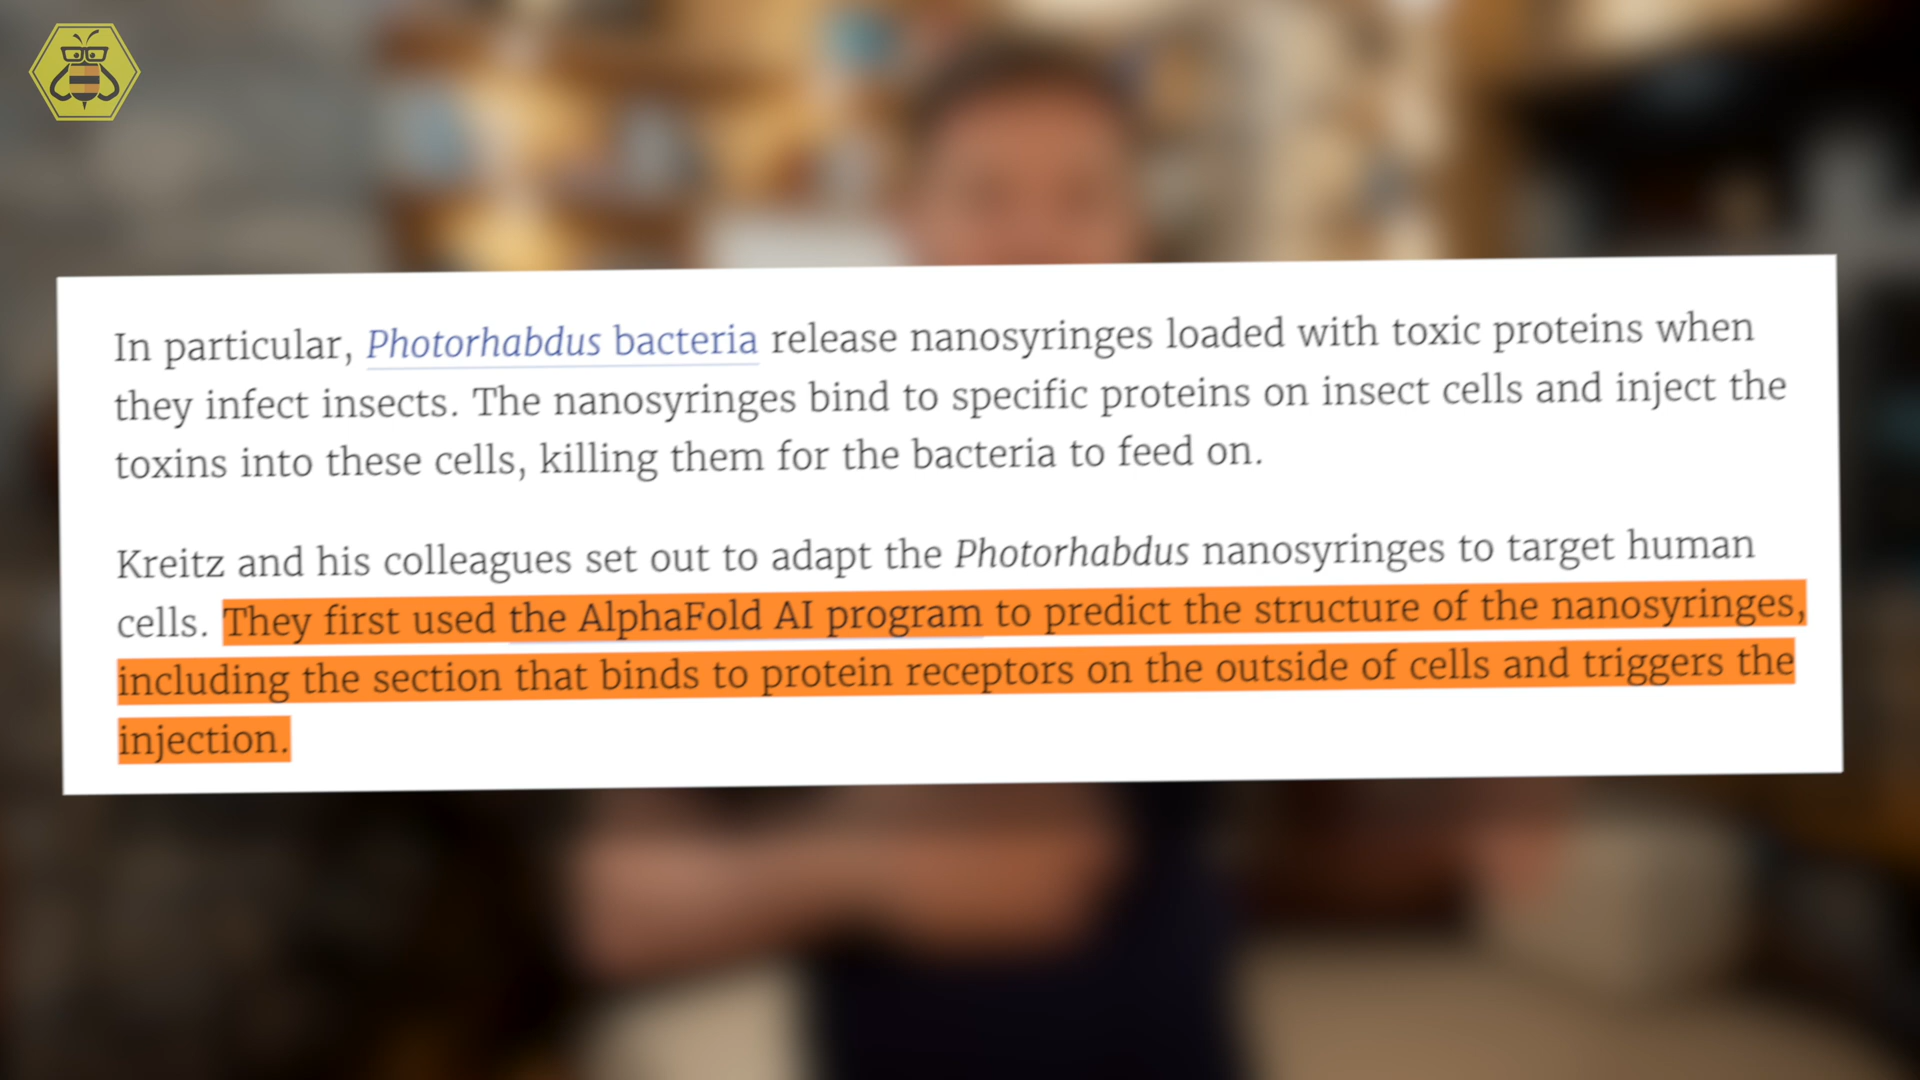 In particular, Photorhabdus bacteria release nanosyringes loaded with toxic proteins when
they infect insects. The nanosyringes bind to specific proteins on insect cells and inject the
toxins into these cells, killing them for the bacteria to feed on.
Kreitz and his colleagues set out to adapt the Photorhabdus nanosyringes to target human
cells. They first used the AlphaFold AI program to predict the structure of the nanosyringes,
including the section that binds to protein receptors on the outside of cells and triggers the
injection.